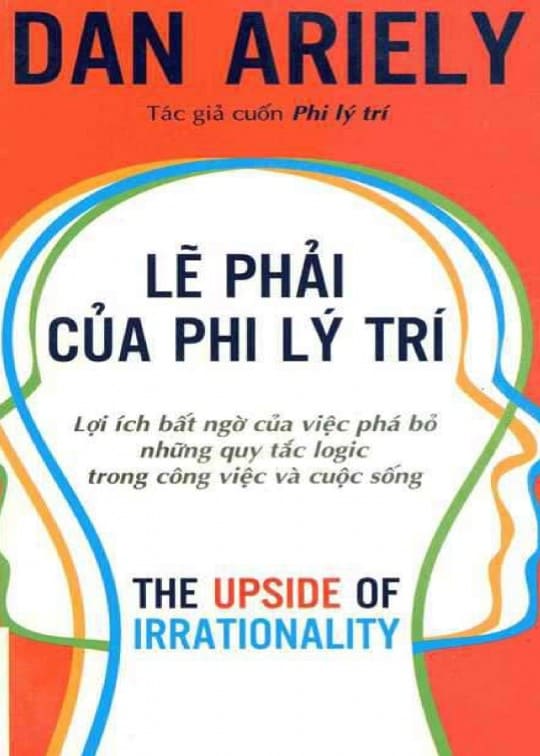 DAN ARIELY
Tác giả cuốn Phi lý trí
LẼ PHẢI
CỦA PHI LÝ TRÍ
Lợi ích bất ngờ của việc phá bỏ
những quy tắc logic
trong công việc và cuộc sống
THE UPSIDE OF
IRRATIONALITY